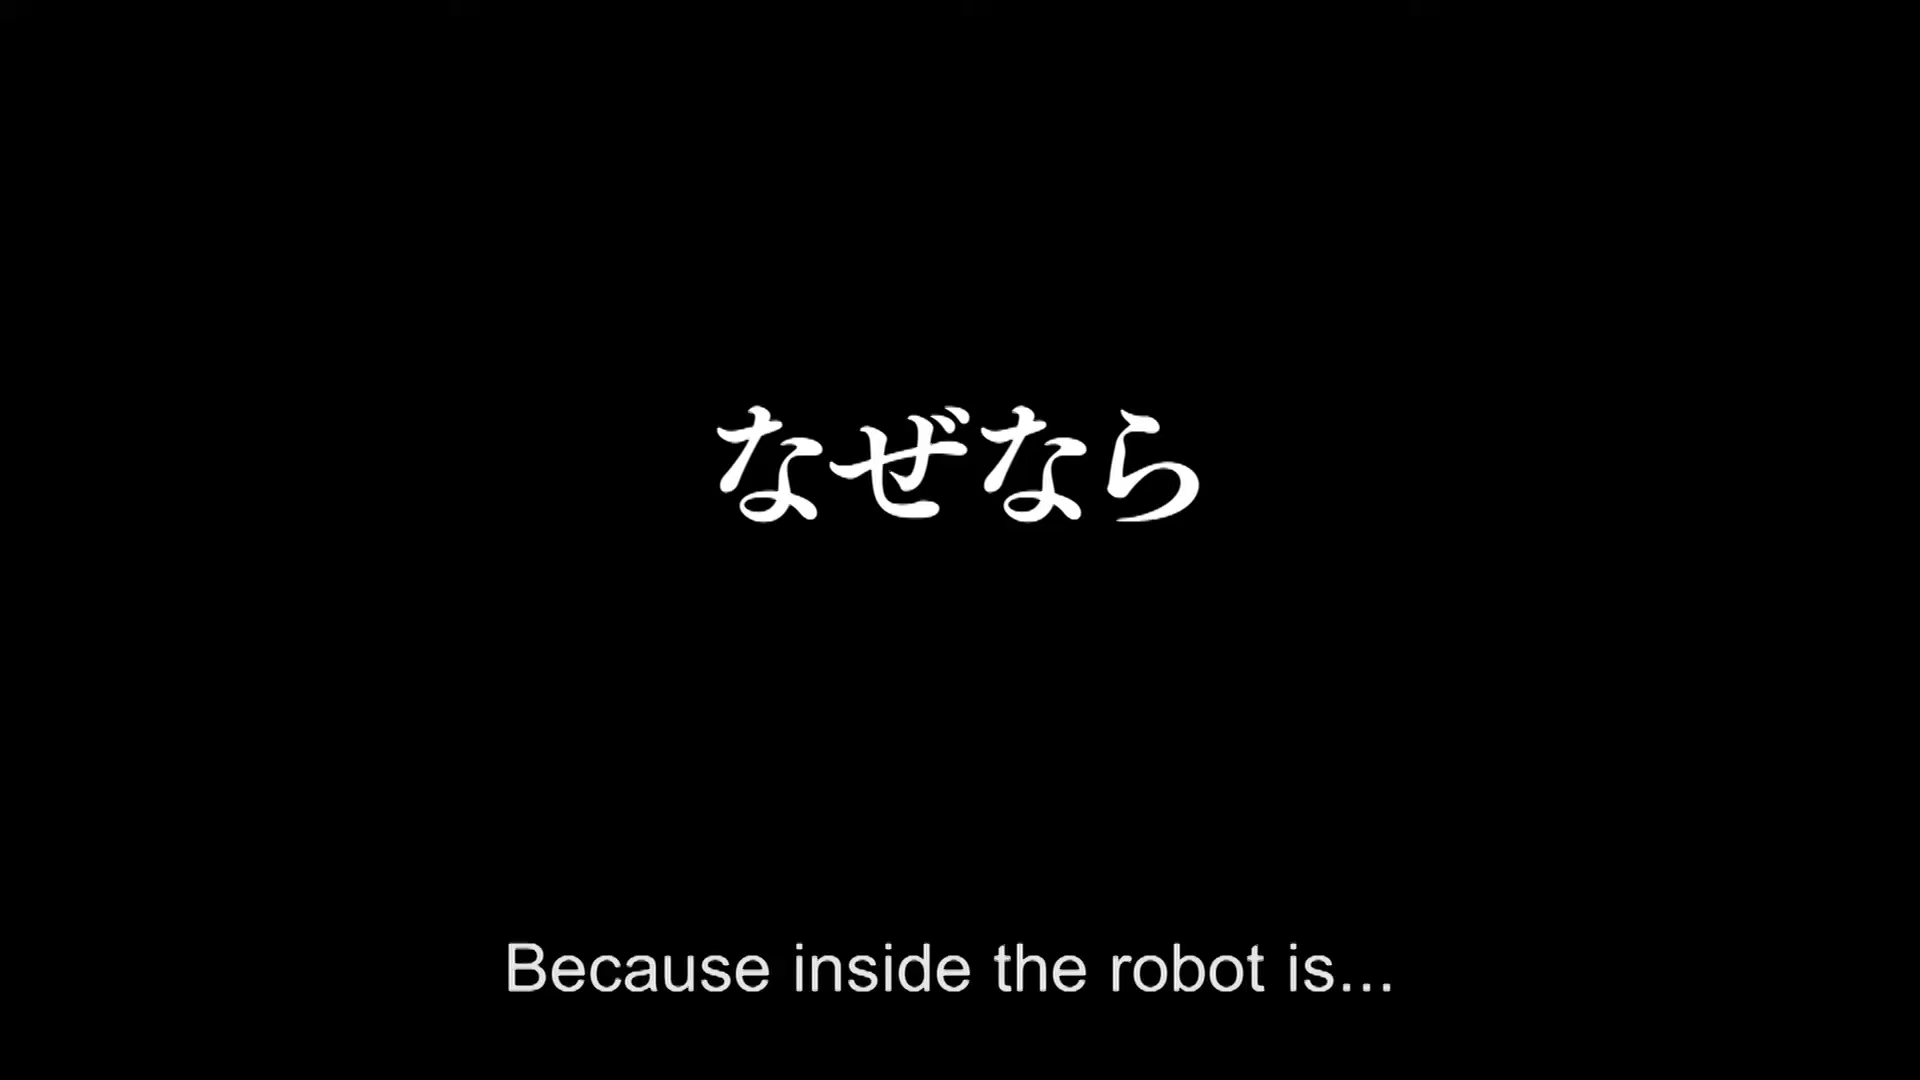 なぜなら
Because inside the robot is...